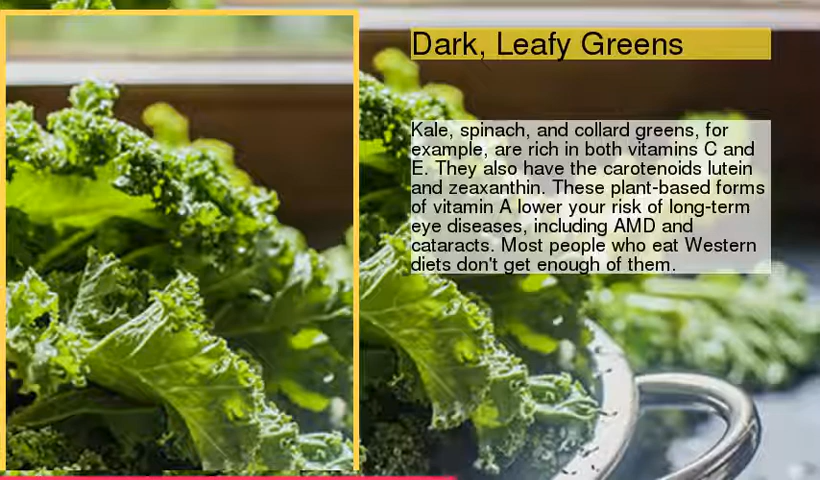 Dark, Leafy Greens
Kale, spinach, and collard greens, for
example, are rich in both vitamins C and
E. They also have the carotenoids lutein
and zeaxanthin. These plant-based forms
of vitamin A lower your risk of long-term
eye diseases, including AMD and
cataracts. Most people who eat Western
diets don't get enough of them.